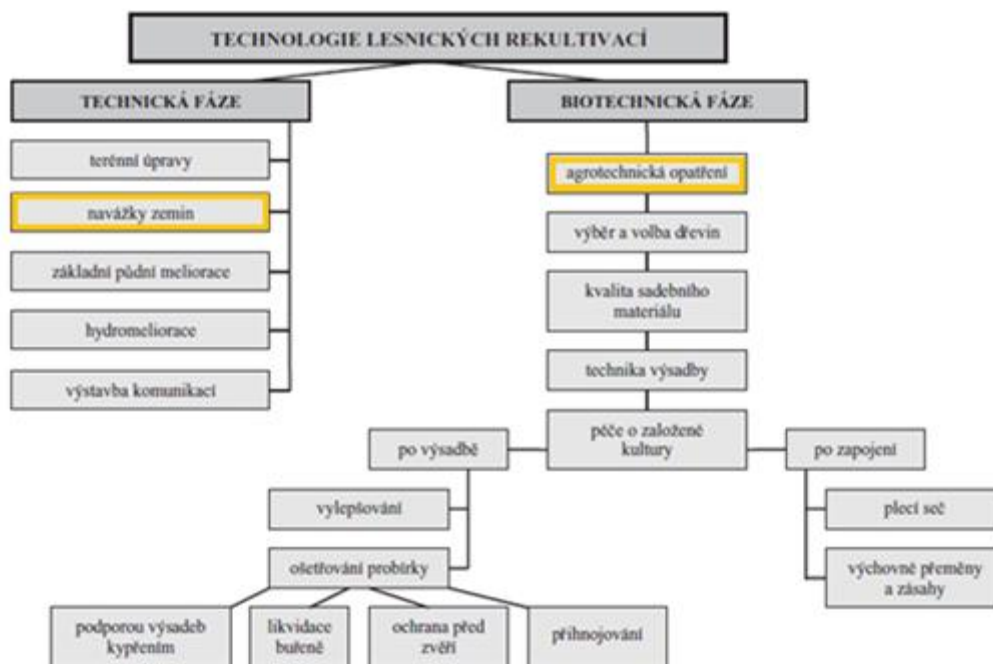 TECHNOLOGIE LESNICKÝCH REKULTIVACÍ
TECHNICKÁ FÁZE
BIOTECHNICKÁ FÁZE
terénní úpravy
navážky zemin
základní půdní meliorace
hydromeliorace
výstavba komunikací
agrotechnická opatření
výběr a volba dřevin
kvalita sadebního
materiálu
technika výsadby
péče o založené
kultury
po výsadbě
po zapojení
vylepšování
ošetřování probírky
plecí seč
výchovné přeměny
a zásahy
podporou výsadeb
kypřením
likvidace
buřeně
ochrana před
zvěří
přihnojování